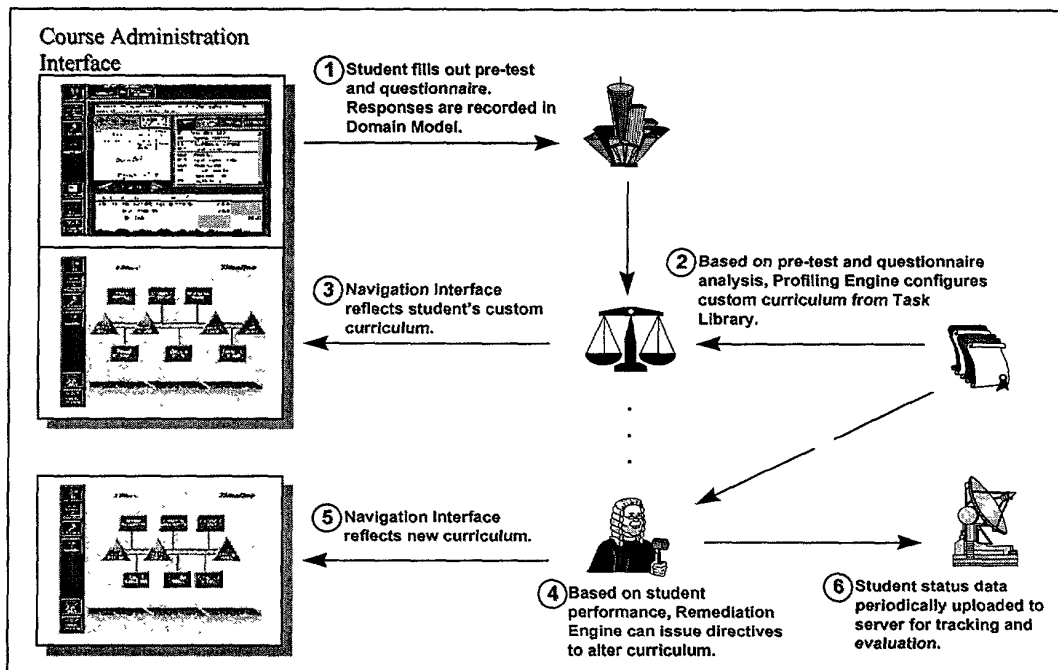 Course Administration
Interface
1 Student fills out pre-test
and questionnaire.
Responses are recorded in
Domain Model.
2 Based on pre-test and questionnaire
analysis, Profiling Engine configures
custom curriculum from Task
Library.
3 Navigation Interface
reflects student's custom
curriculum.
5 Navigation Interface
reflects new curriculum.
4 Based on student
performance, Remediation
Engine can issue directives
to alter curriculum.
6 Student status data
periodically uploaded to
server for tracking and
evaluation.